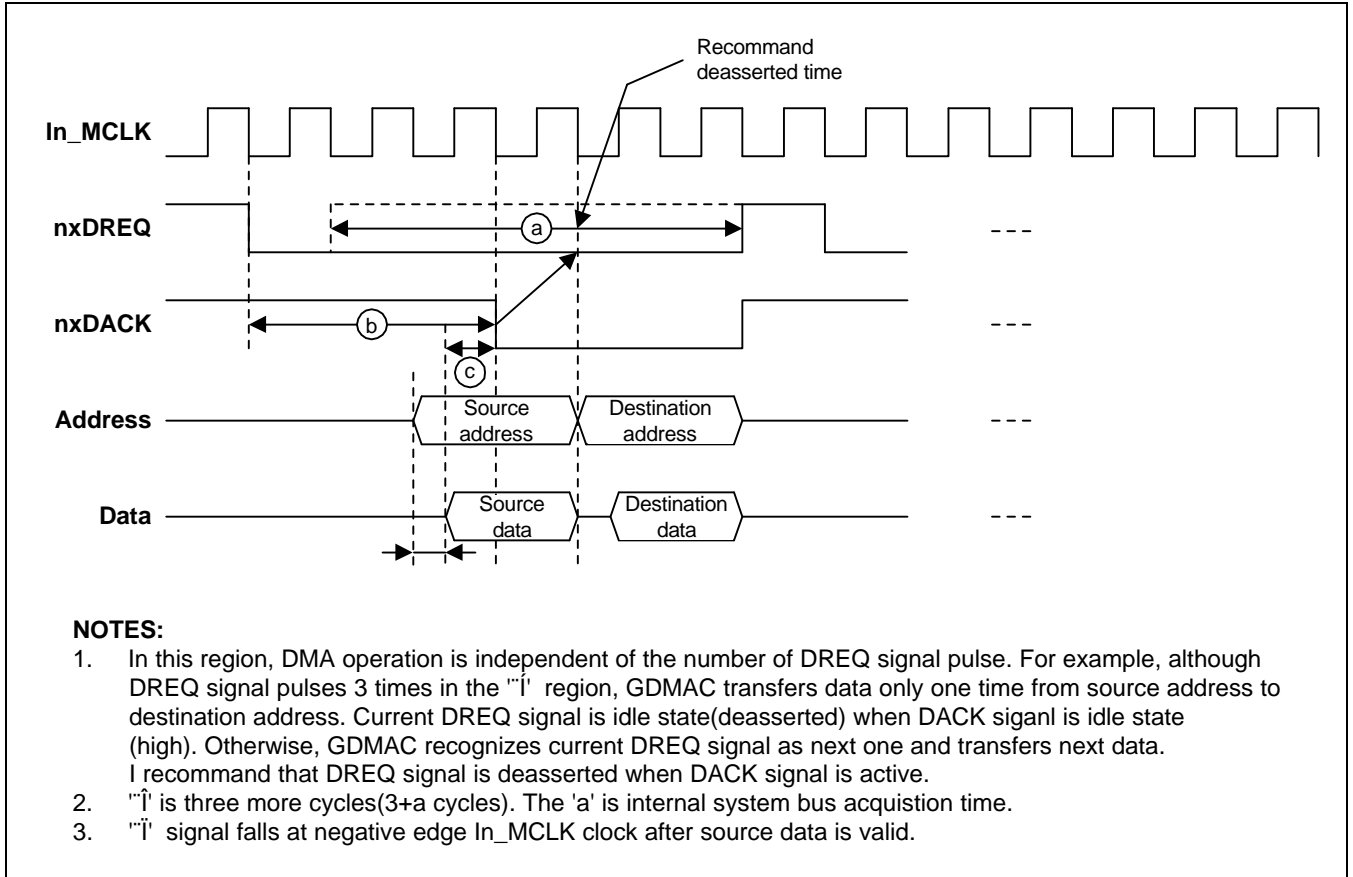 Recommand
deasserted time
In_MCLK
nxDREQ
a
nxDACK
b
c
Address
Source
address
Destination
address
Data
Source
data
Destination
data
NOTES:
1. In this region, DMA operation is independent of the number of DREQ signal pulse. For example, although
DREQ signal pulses 3 times in the '¨Í' region, GDMAC transfers data only one time from source address to
destination address. Current DREQ signal is idle state(deasserted) when DACK siganl is idle state
(high). Otherwise, GDMAC recognizes current DREQ signal as next one and transfers next data.
I recommand that DREQ signal is deasserted when DACK signal is active.
2. '¨Î' is three more cycles(3+a cycles). The 'a' is internal system bus acquistion time.
3. '¨Ï' signal falls at negative edge In_MCLK clock after source data is valid.